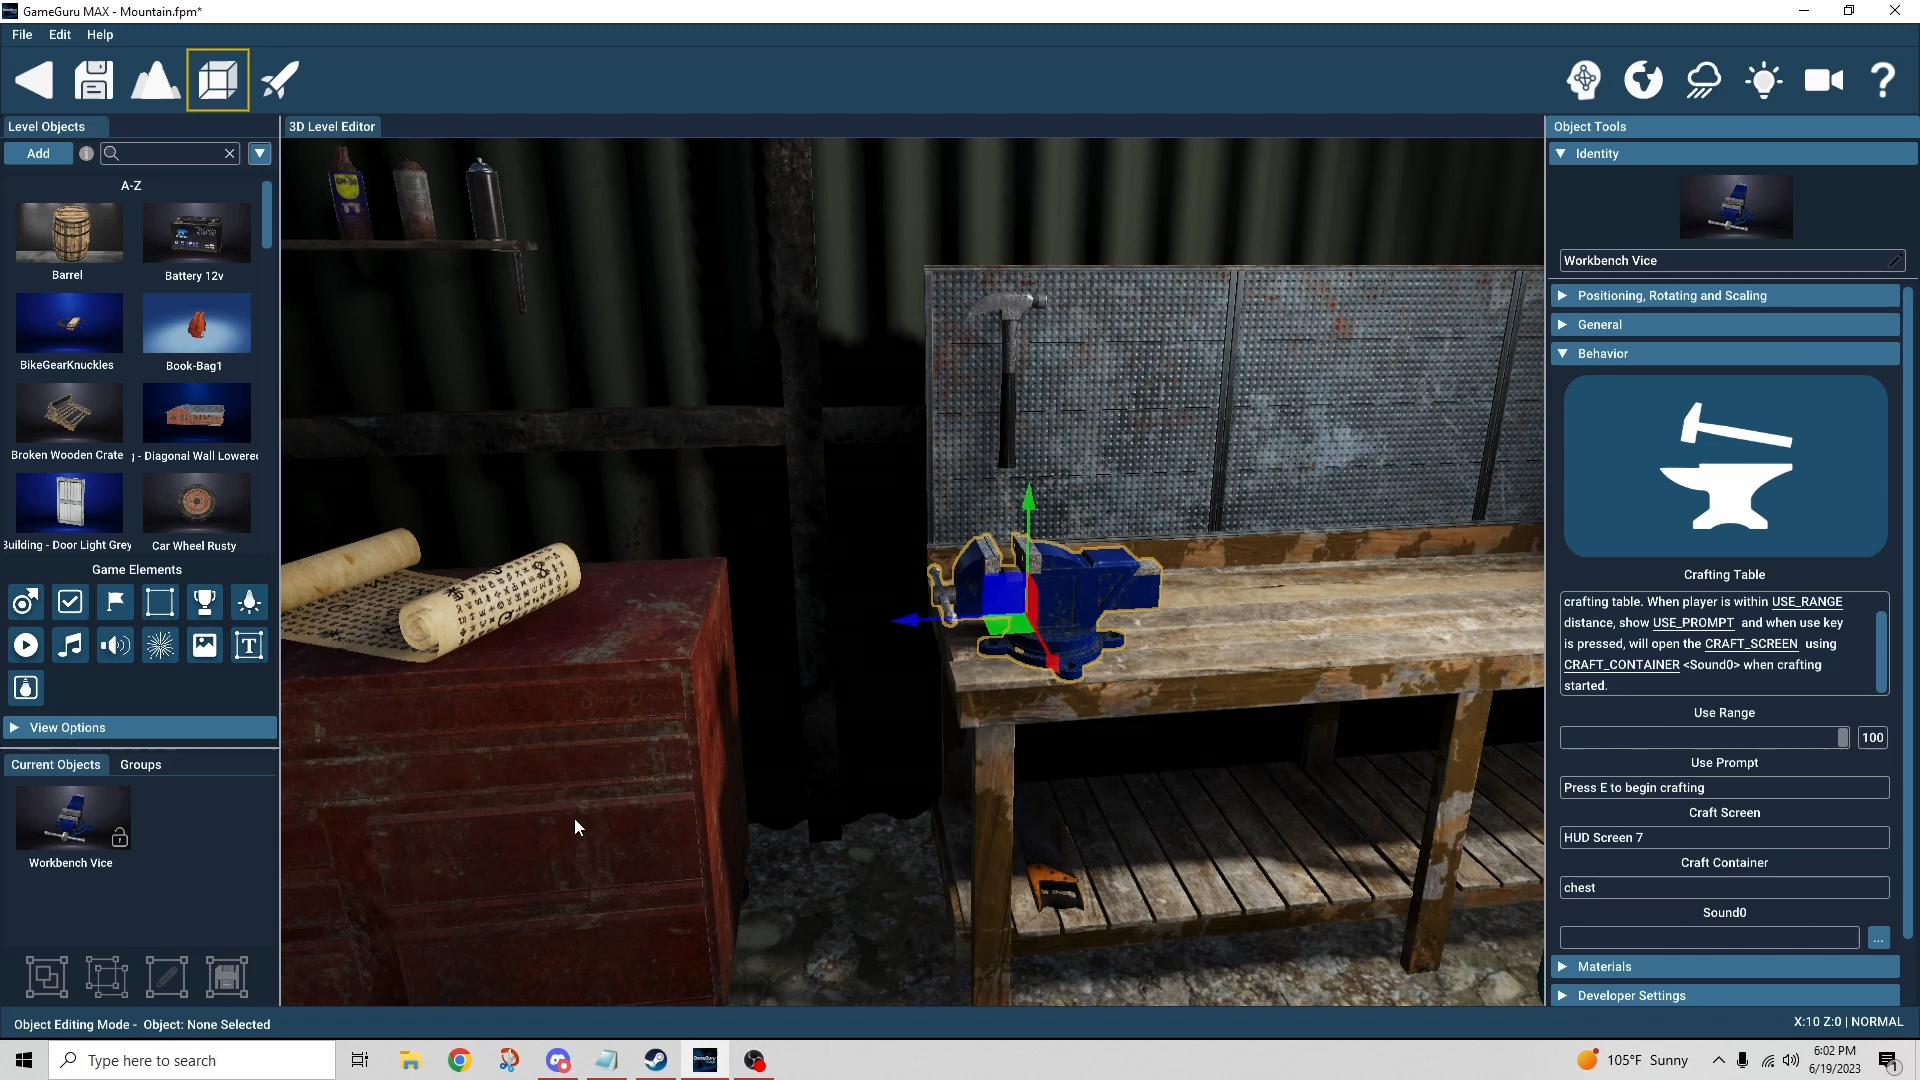 GameGuru MAX - Mountain.fpm*
File Edit Help
Level Objects
Add
A-Z
Barrel
Battery 12v
BikeGearKnuckles
Book-Bag1
Broken Wooden Crate
- Diagonal Wall Lowered
Building - Door Light Grey
Car Wheel Rusty
Game Elements
View Options
Current Objects Groups
Workbench Vice
3D Level Editor
Object Tools
Identity
Workbench Vice
Positioning, Rotating and Scaling
General
Behavior
Crafting Table
crafting table. When player is within USE_RANGE
distance, show USE_PROMPT and when use key
is pressed, will open the CRAFT_SCREEN using
CRAFT_CONTAINER <Sound0> when crafting
started.
Use Range
100
Use Prompt
Press E to begin crafting
Craft Screen
HUD Screen 7
Craft Container
chest
Sound0
...
Materials
Developer Settings
Object Editing Mode - Object: None Selected
X:10 Z:0 | NORMAL
Type here to search
105°F Sunny
6:02 PM
6/19/2023
1